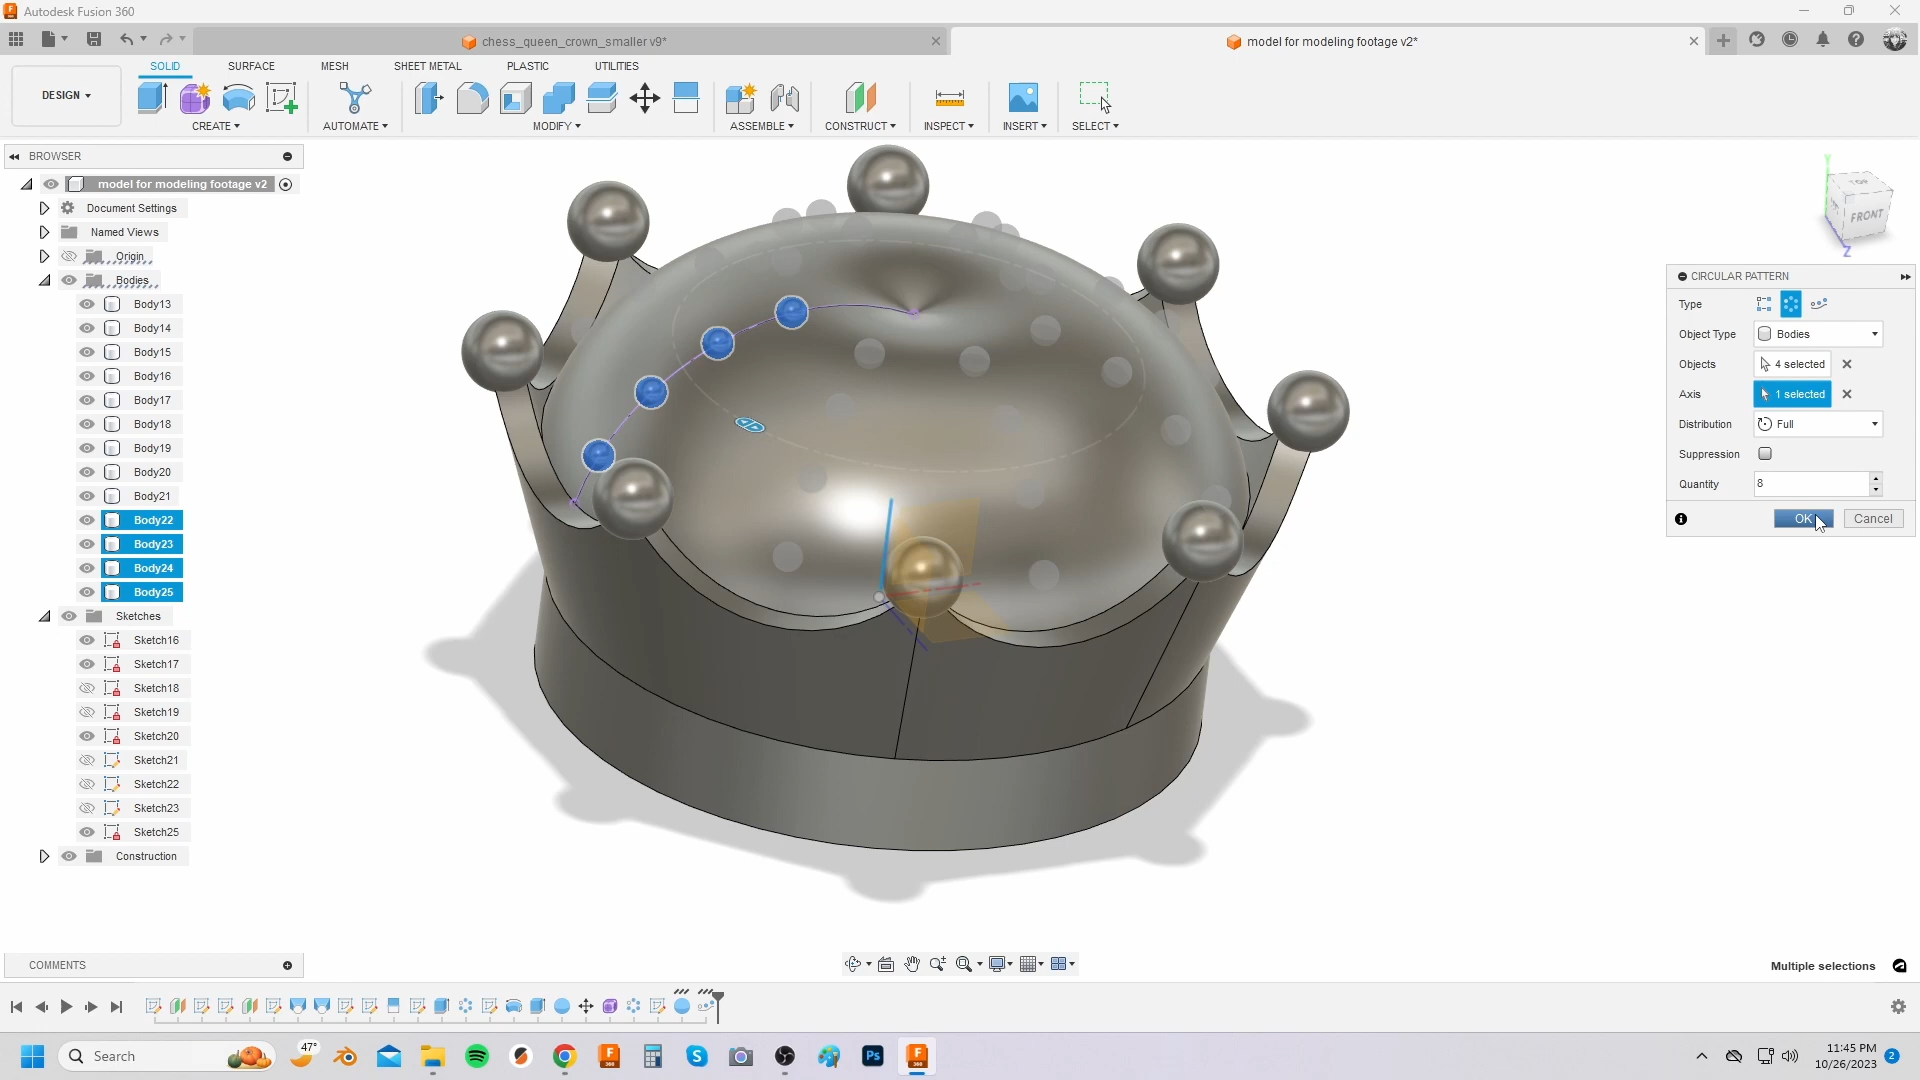 Autodesk Fusion 360
chess_queen_crown_smaller v9*
model for modeling footage v2*
SOLID SURFACE MESH SHEET METAL PLASTIC UTILITIES
DESIGN
CREATE AUTOMATE MODIFY ASSEMBLE CONSTRUCT INSPECT INSERT SELECT
BROWSER
model for modeling footage v2
Document Settings
Named Views
Origin
Bodies
Body13
Body14
Body15
Body16
Body17
Body18
Body19
Body20
Body21
Body22
Body23
Body24
Body25
Sketches
Sketch16
Sketch17
Sketch18
Sketch19
Sketch20
Sketch21
Sketch22
Sketch23
Sketch25
Construction
TOP
FRONT
Y
Z
CIRCULAR PATTERN
Type
Object Type Bodies
Objects 4 selected
Axis 1 selected
Distribution Full
Suppression
Quantity 8
OK Cancel
COMMENTS
Multiple selections
Search
47°
Ps
11:45 PM
10/26/2023
2